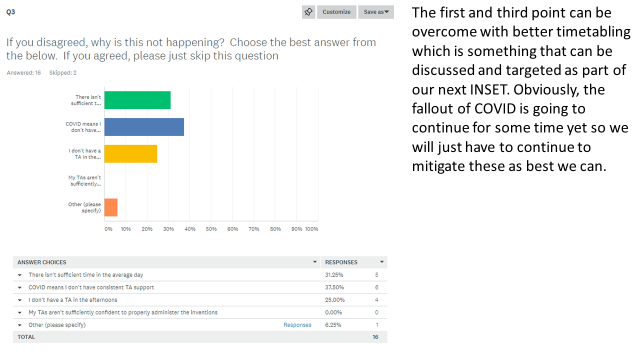 Q3
Customize
Save as
If you disagreed, why is this not happening? Choose the best answer from
the below. If you agreed, please just skip this question
Answered: 16 Skipped: 2
There isn't
sufficient t...
COVID means I
don't have...
I don't have a
TA in the...
My TAs aren't
sufficiently...
Other (please
specify)
0% 10% 20% 30% 40% 50% 60% 70% 80% 90% 100%
ANSWER CHOICES RESPONSES
There isn't sufficient time in the average day 31.25% 5
COVID means I don't have consistent TA support 37.50% 6
I don't have a TA in the afternoons 25.00% 4
My TAs aren't sufficiently confident to properly administer the inventions 0.00% 0
Other (please specify) Responses 6.25% 1
TOTAL 16
The first and third point can be
overcome with better timetabling
which is something that can be
discussed and targeted as part of
our next INSET. Obviously, the
fallout of COVID is going to
continue for some time yet so we
will just have to continue to
mitigate these as best we can.